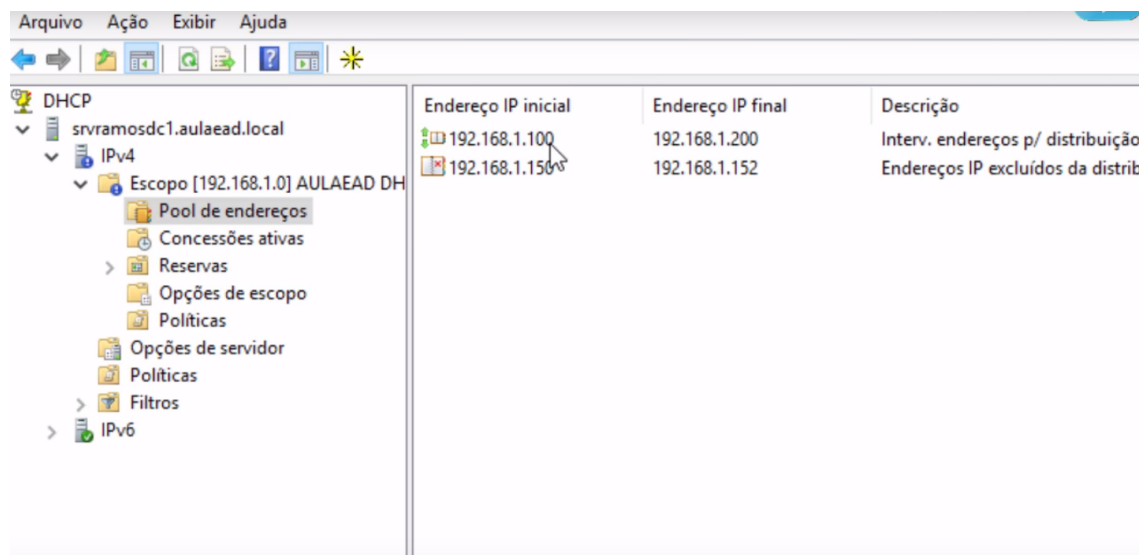 Arquivo Ação Exibir Ajuda
DHCP
srvramosdc1.aulaead.local
IPv4
Escopo [192.168.1.0] AULAEAD DH
Pool de endereços
Concessões ativas
Reservas
Opções de escopo
Políticas
Opções de servidor
Políticas
Filtros
IPv6
Endereço IP inicial Endereço IP final Descrição
192.168.1.100 192.168.1.200 Interv. endereços p/ distribuição
192.168.1.150 192.168.1.152 Endereços IP excluídos da distrib